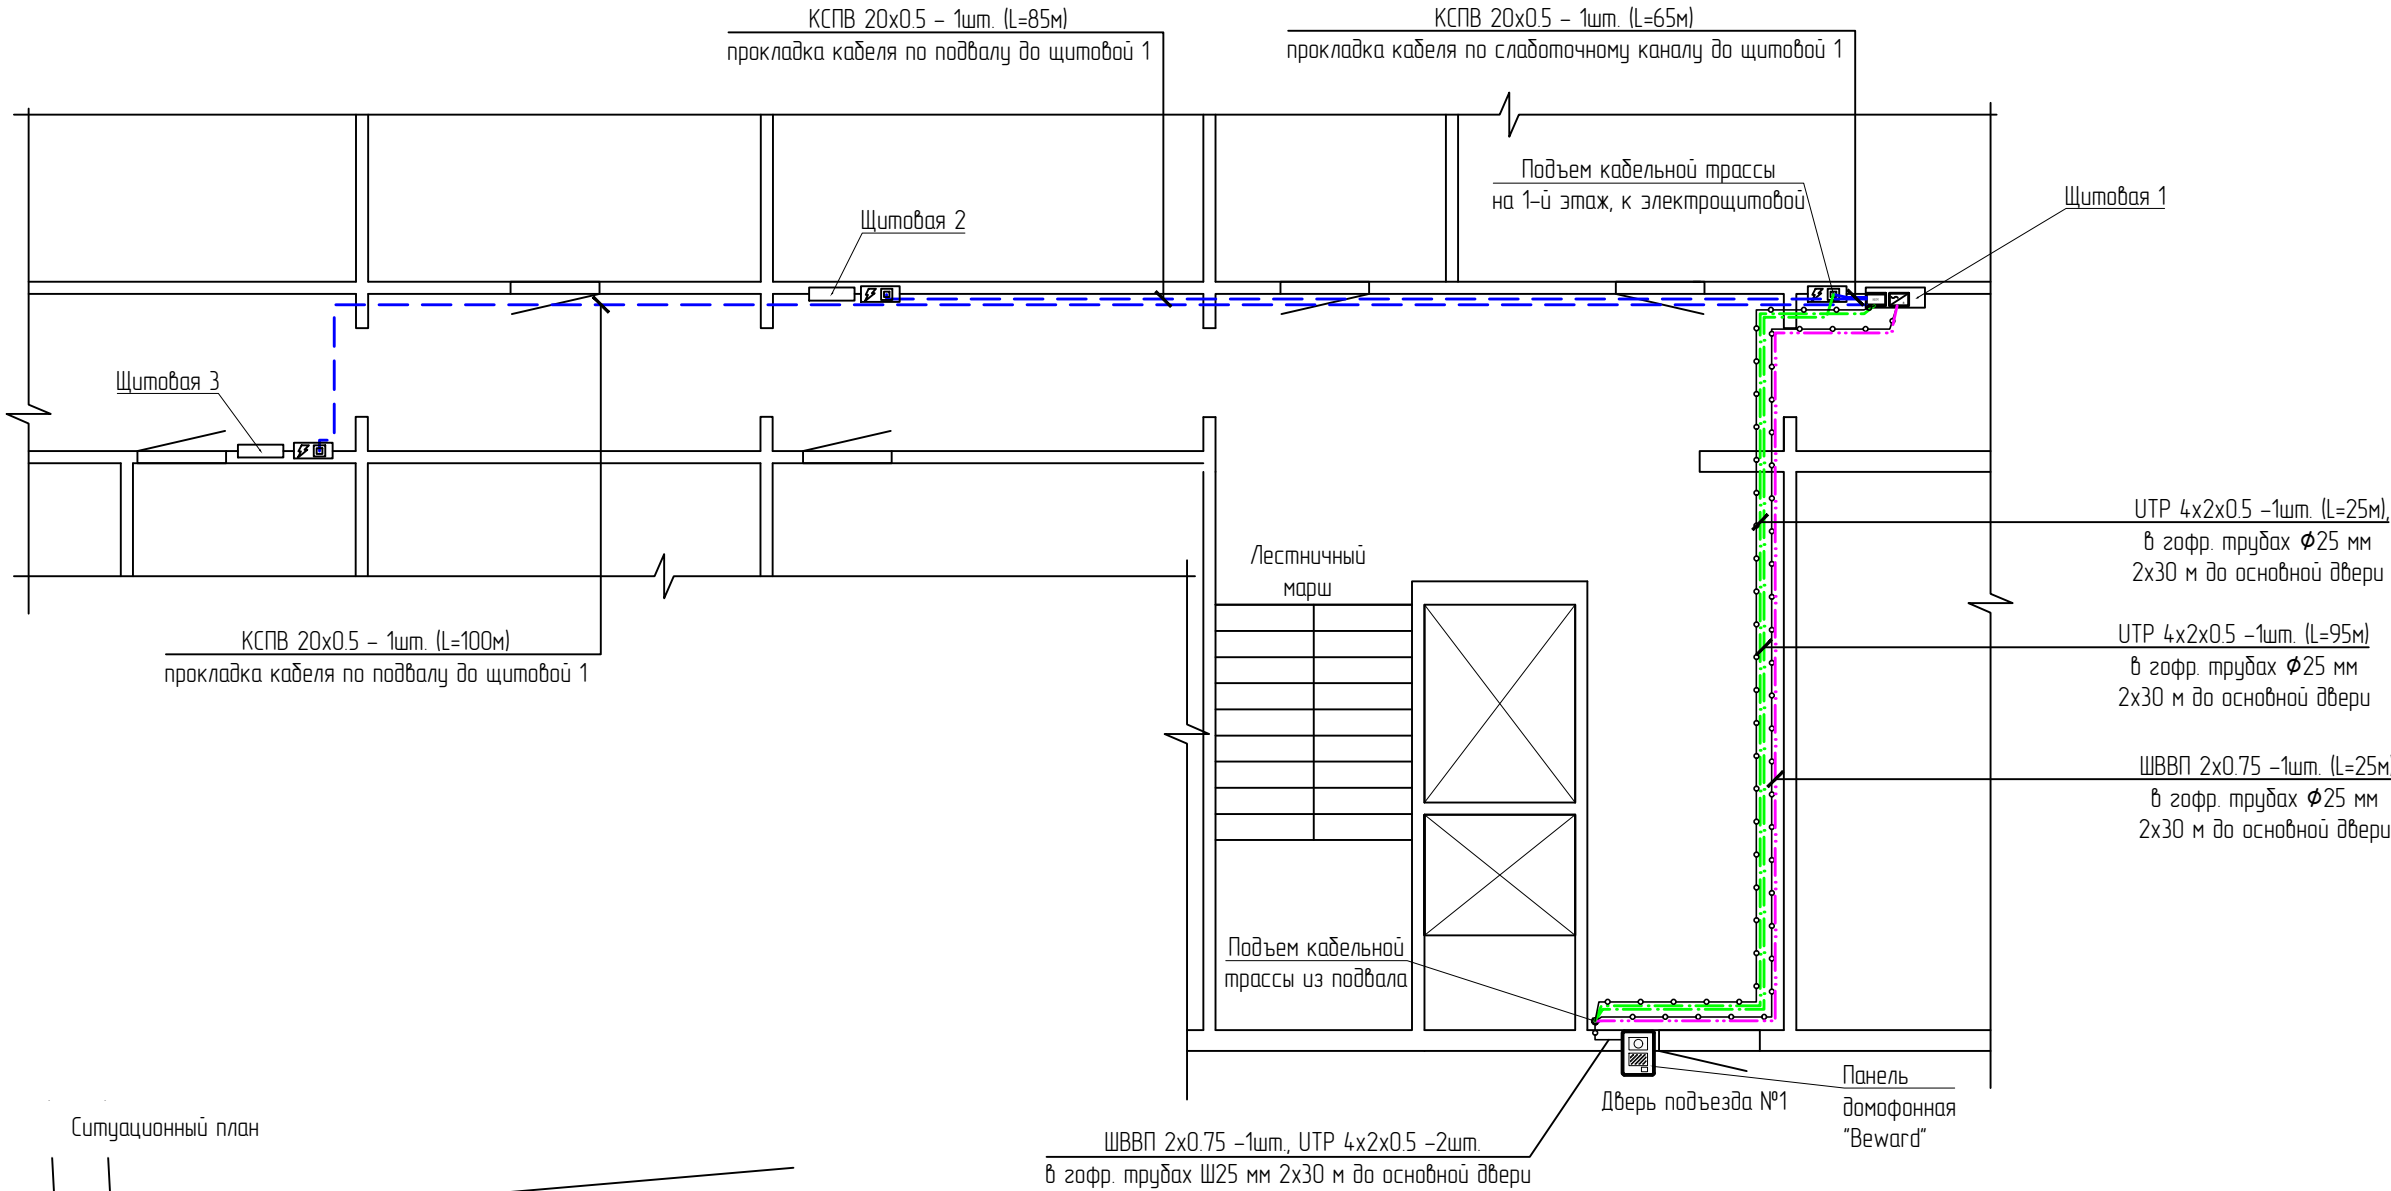 КСПВ 20х0.5 – 1шт. (L=85м)
прокладка кабеля по подвалу до щитовой 1
КСПВ 20х0.5 – 1шт. (L=65м)
прокладка кабеля по слаботочному каналу до щитовой 1
Подъем кабельной трассы
на 1-й этаж, к электрощитовой
Щитовая 1
Щитовая 2
Щитовая 3
UTP 4х2х0.5 –1шт. (L=25м),
в гофр. трубах Ф25 мм
2х30 м до основной двери
Лестничный
марш
КСПВ 20х0.5 – 1шт. (L=100м)
прокладка кабеля по подвалу до щитовой 1
UTP 4х2х0.5 –1шт. (L=95м)
в гофр. трубах Ф25 мм
2х30 м до основной двери
ШВВП 2х0.75 –1шт. (L=25м
в гофр. трубах Ф25 мм
2х30 м до основной двери
Подъем кабельной
трассы из подвала
Панель
домофонная
"Beward"
Дверь подъезда №1
Ситуационный план
ШВВП 2х0.75 –1шт., UTP 4х2х0.5 –2шт.
в гофр. трубах Ш25 мм 2х30 м до основной двери